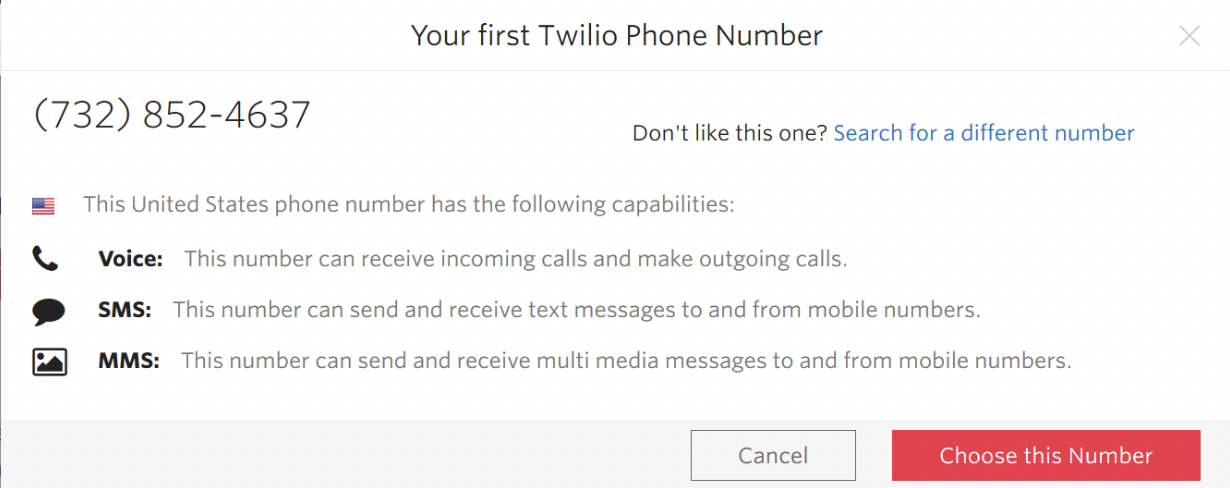 Your first Twilio Phone Number
(732) 852-4637
Don't like this one? Search for a different number
This United States phone number has the following capabilities:
Voice: This number can receive incoming calls and make outgoing calls.
SMS: This number can send and receive text messages to and from mobile numbers.
MMS: This number can send and receive multi media messages to and from mobile numbers.
Cancel
Choose this Number